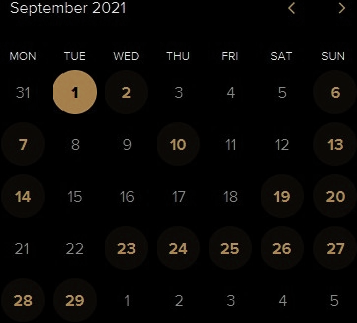 September 2021
MON TUE WED THU FRI SAT SUN
31 1 2 3 4 5 6
7 8 9 10 11 12 13
14 15 16 17 18 19 20
21 22 23 24 25 26 27
28 29 1 2 3 4 5